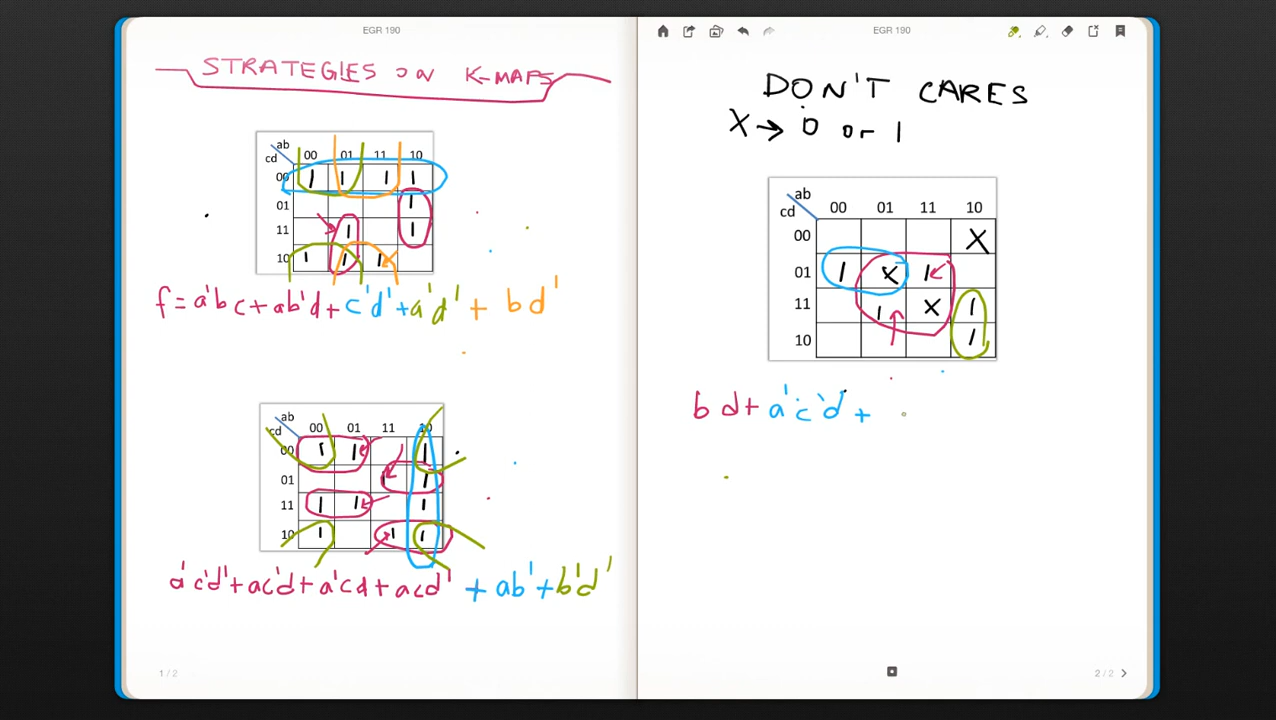 EGR 190
STRATEGIES ON K-MAPS
ab
cd
00 01 11 10
00 1 1 1 1
01 1
11 1 1
10 1 1 1
f = a'bc + ab'd + c'd' + a'd' + bd'
ab
cd
00 01 11 10
00 1 1 1
01 1 1
11 1 1 1
10 1 1 1
a'c'd' + ac'd + a'cd + acd' + ab' + b'd'
1 / 2
EGR 190
DON'T CARES
X → 0 or 1
ab
cd
00 01 11 10
00 X
01 1 X 1
11 1 X 1
10 1
bd + a'c'd +
2 / 2